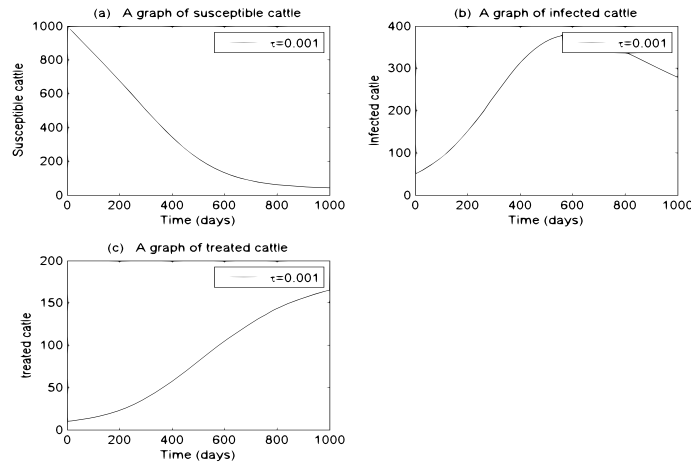 (a) A graph of susceptible cattle
1000
800
600
400
200
0
Susceptible cattle
τ=0.001
0 200 400 600 800 1000
Time (days)
(b) A graph of infected cattle
400
300
200
100
0
Infected catle
τ=0.001
0 200 400 600 800 1000
Time (days)
(c) A graph of treated cattle
200
150
100
50
0
treated catle
τ=0.001
0 200 400 600 800 1000
Time (days)